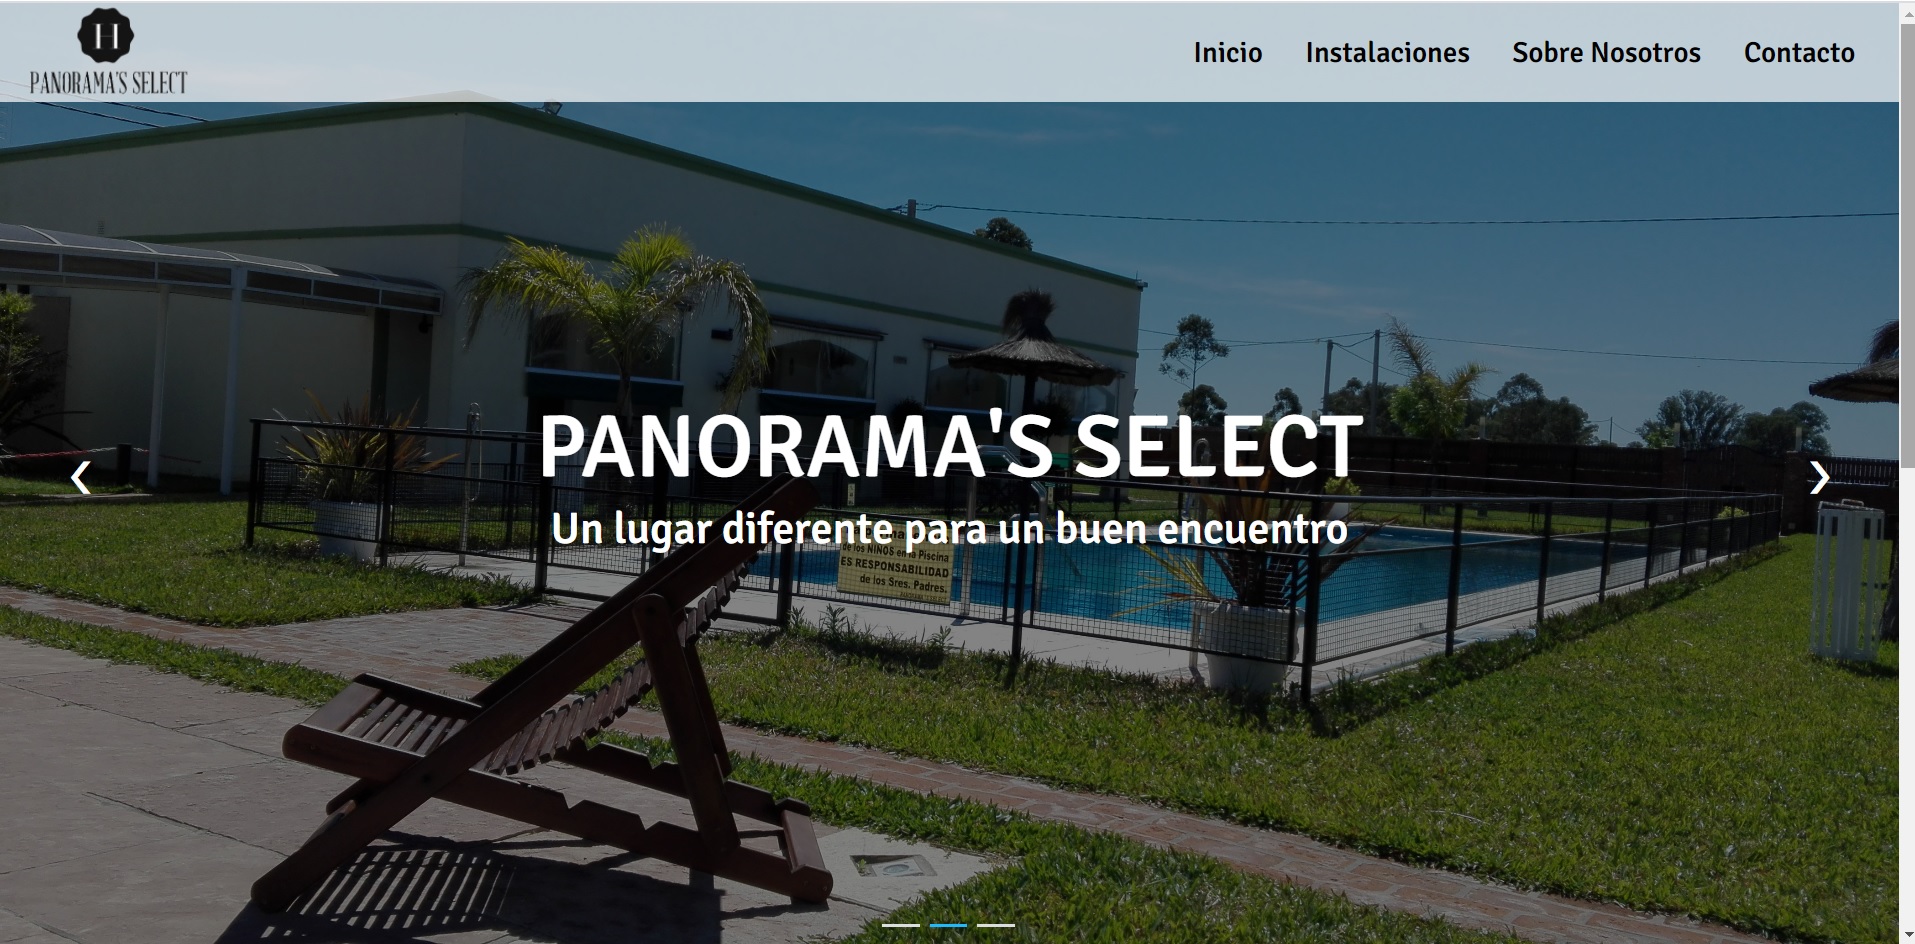 H
PANORAMA'S SELECT
Inicio Instalaciones Sobre Nosotros Contacto
PANORAMA'S SELECT
Un lugar diferente para un buen encuentro
de los NIÑOS en la Piscina
ES RESPONSABILIDAD
de los Sres. Padres.